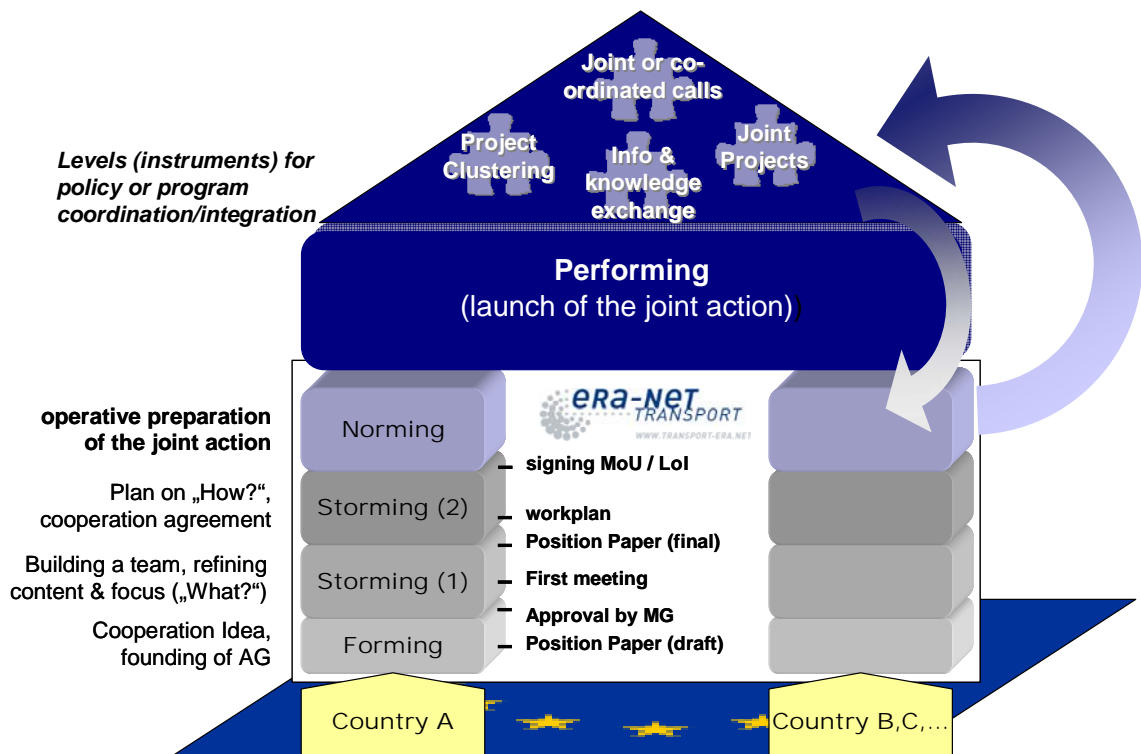 Joint or co-
ordinated calls
Project
Clustering
Info &
knowledge
exchange
Joint
Projects
Levels (instruments) for
policy or program
coordination/integration
Performing
(launch of the joint action))
operative preparation
of the joint action
Norming
eRa-NeT
TRANSPORT
WWW.TRANSPORT-ERA.NET
signing MoU / LoI
Plan on „How?“,
cooperation agreement
Storming (2)
workplan
Position Paper (final)
Building a team, refining
content & focus („What?“)
Storming (1)
First meeting
Approval by MG
Cooperation Idea,
founding of AG
Forming
Position Paper (draft)
Country A
Country B,C,...